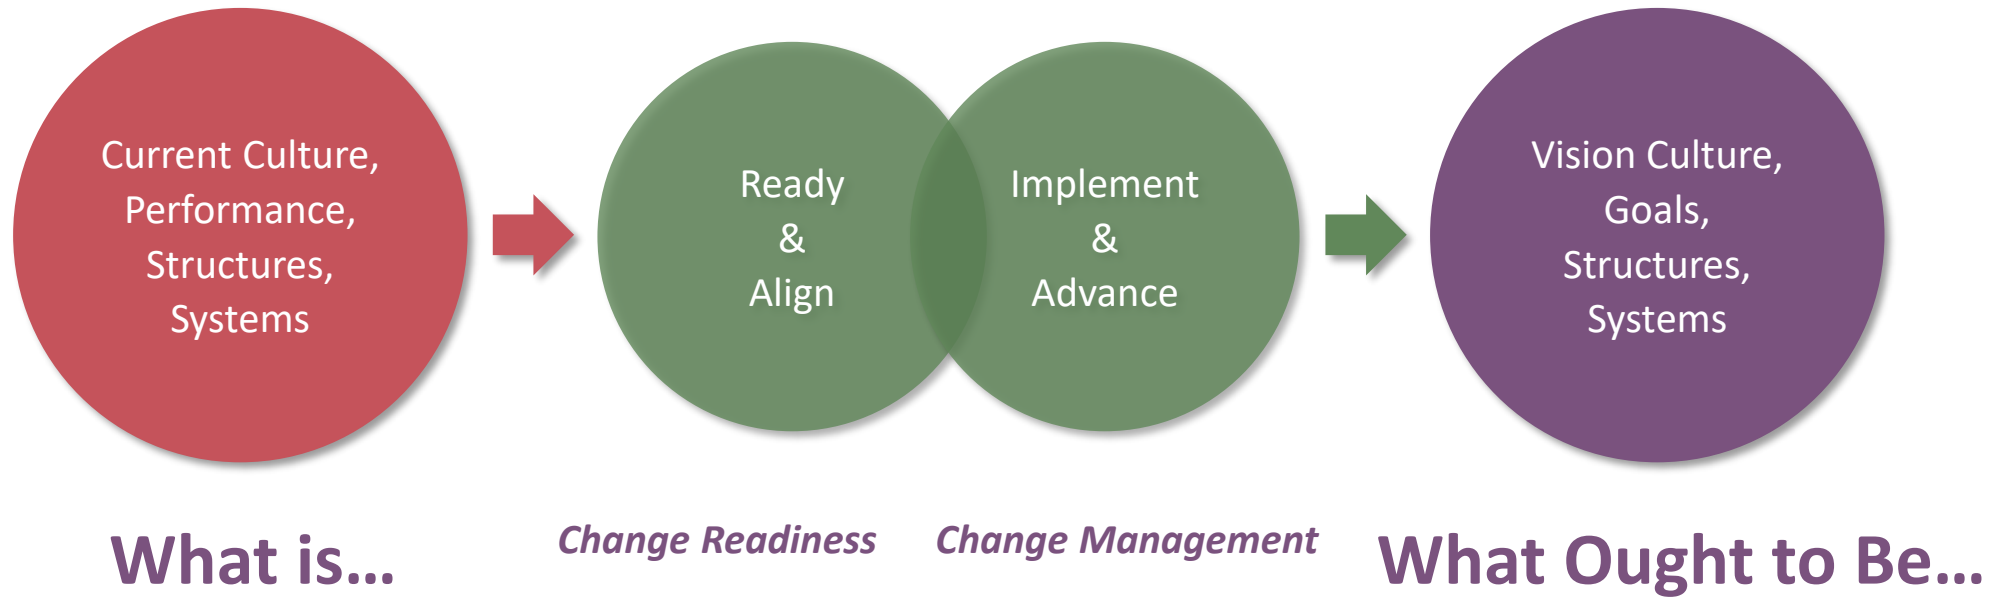 Current Culture,
Performance,
Structures,
Systems
Ready
&
Align
Implement
&
Advance
Vision Culture,
Goals,
Structures,
Systems
What is...
Change Readiness
Change Management
What Ought to Be...